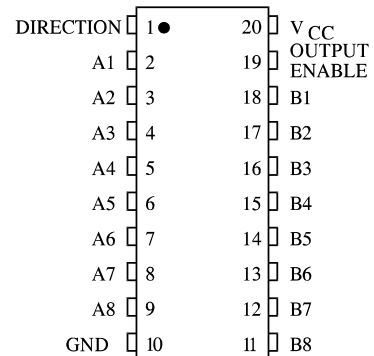 DIRECTION 1 20 V CC
A1 2 19 OUTPUT ENABLE
A2 3 18 B1
A3 4 17 B2
A4 5 16 B3
A5 6 15 B4
A6 7 14 B5
A7 8 13 B6
A8 9 12 B7
GND 10 11 B8